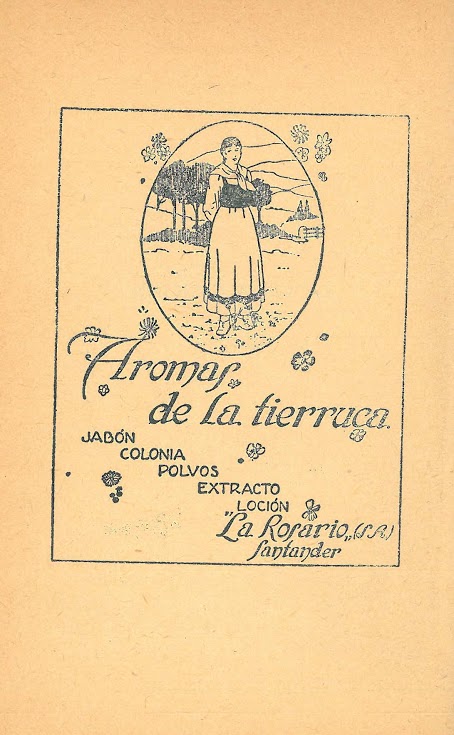 Aromas
de la tierruca.
JABÓN
COLONIA
POLVOS
EXTRACTO
LOCIÓN
"La Rosario„ (S A)
Santander